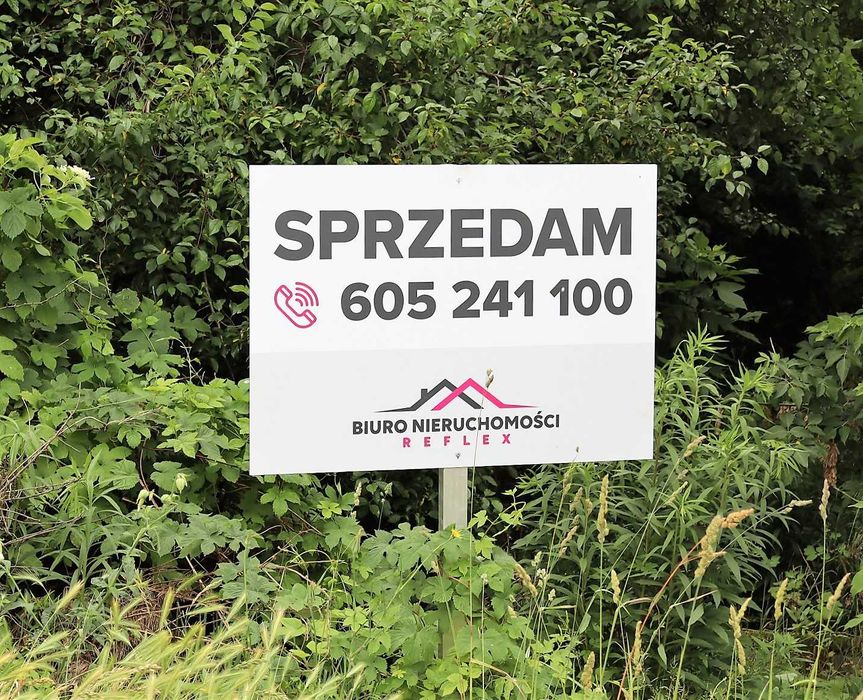 SPRZEDAM
605 241 100
BIURO NIERUCHOMOŚCI
REFLEX